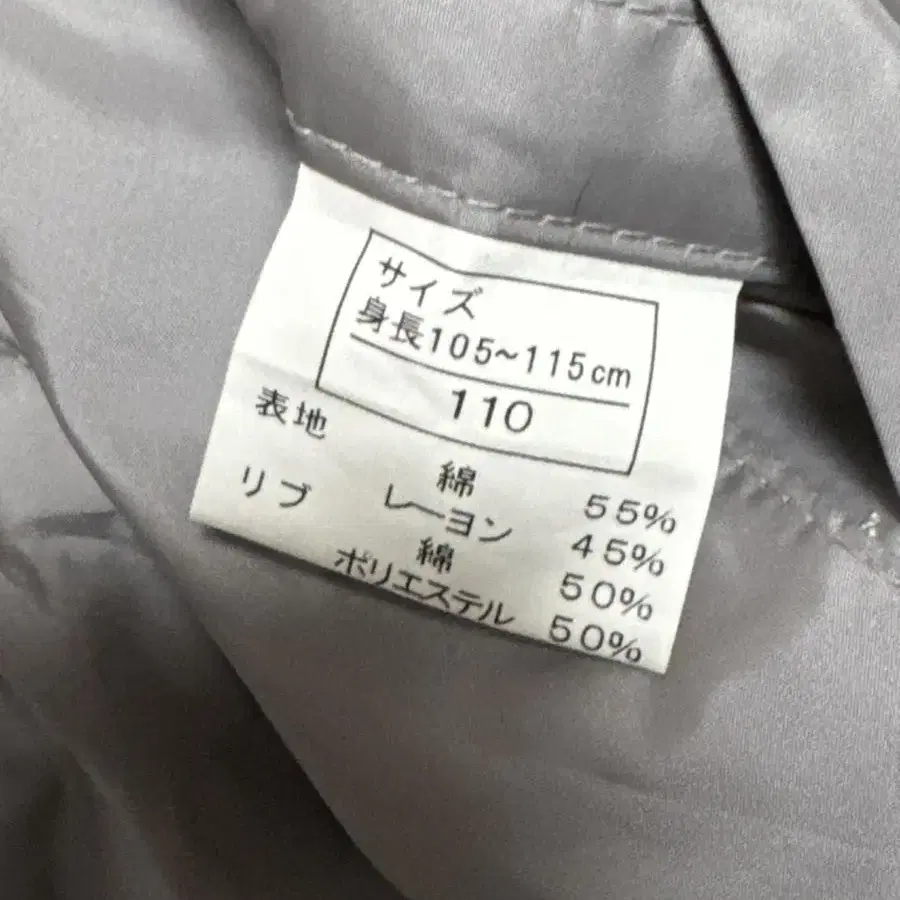 サイズ
身長105~115cm
110
表地 綿 55%
レーヨン 45%
リブ 綿 50%
ポリエステル 50%